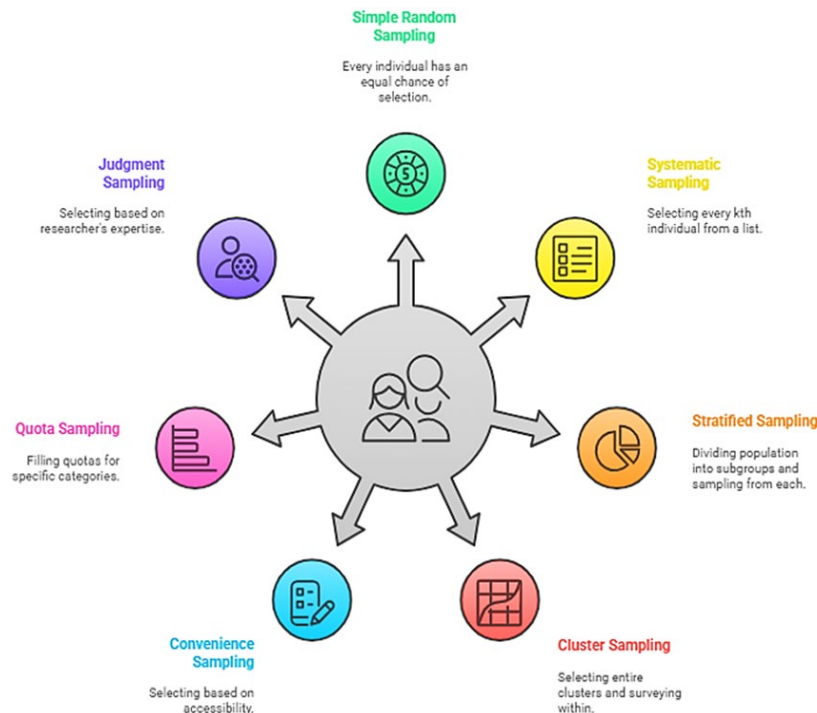 Simple Random
Sampling
Every individual has an
equal chance of
selection.
5
Systematic
Sampling
Selecting every kth
individual from a list.
Stratified Sampling
Dividing population
into subgroups and
sampling from each.
Cluster Sampling
Selecting entire
clusters and surveying
within.
Convenience
Sampling
Selecting based on
accessibility.
Quota Sampling
Filling quotas for
specific categories.
Judgment
Sampling
Selecting based on
researcher's expertise.